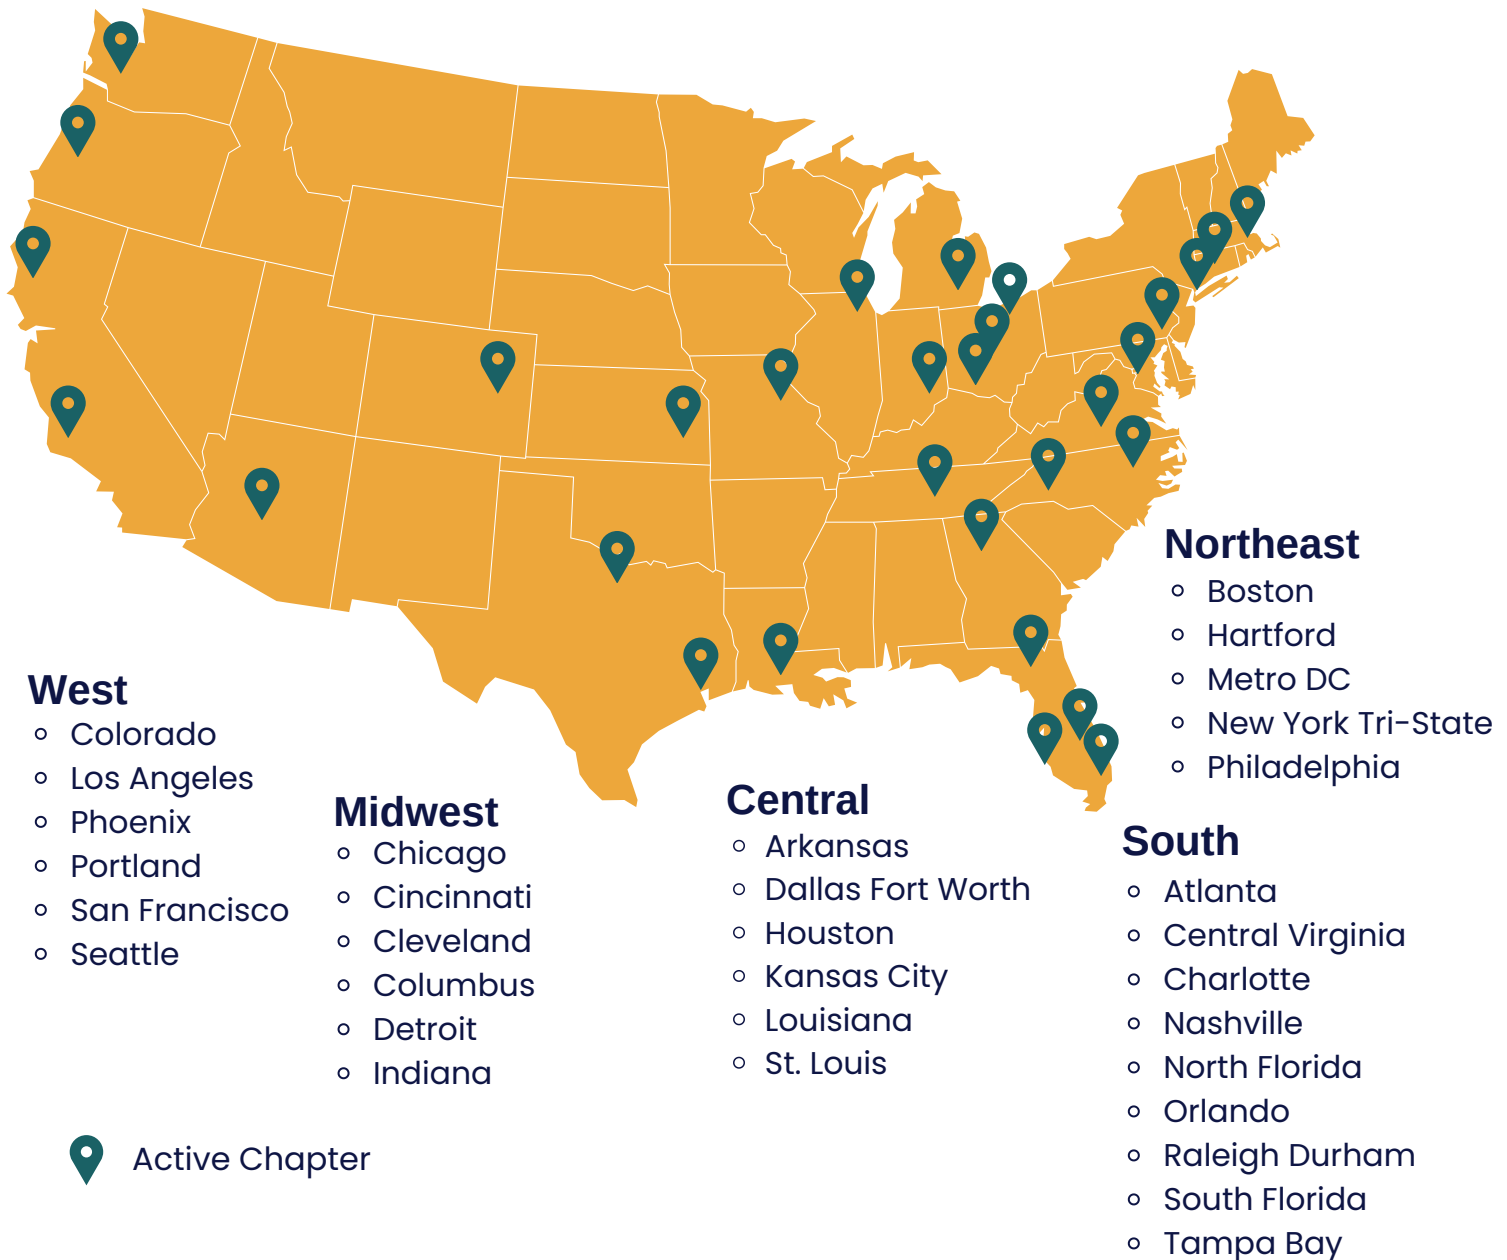 Northeast
Boston
Hartford
Metro DC
New York Tri-State
Philadelphia
West
Colorado
Los Angeles
Phoenix
Portland
San Francisco
Seattle
Midwest
Chicago
Cincinnati
Cleveland
Columbus
Detroit
Indiana
Central
Arkansas
Dallas Fort Worth
Houston
Kansas City
Louisiana
St. Louis
South
Atlanta
Central Virginia
Charlotte
Nashville
North Florida
Orlando
Raleigh Durham
South Florida
Tampa Bay
Active Chapter